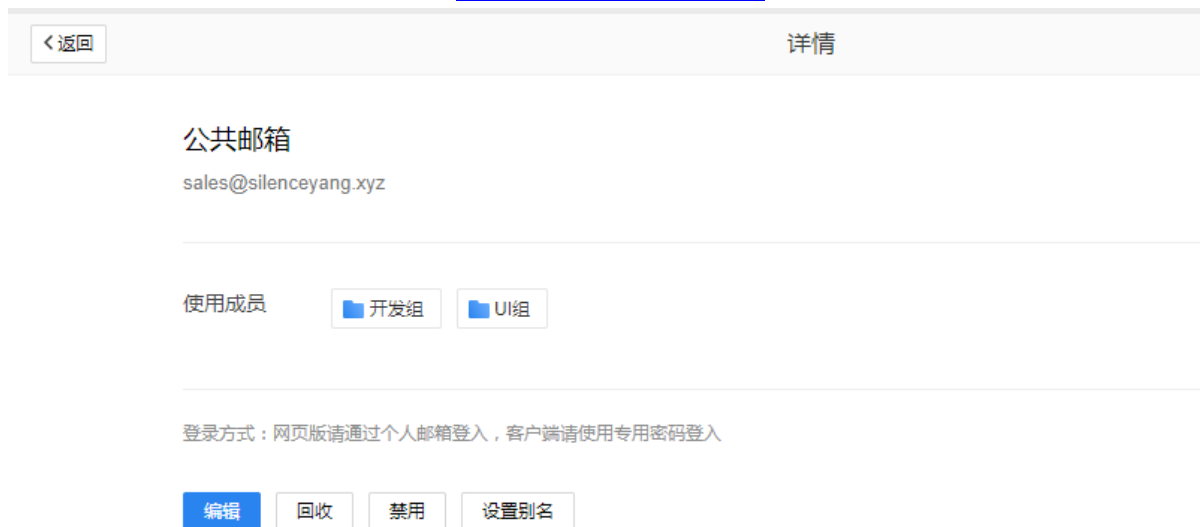 返回
详情
公共邮箱
sales@silenceyang.xyz
使用成员 开发组 UI组
登录方式：网页版请通过个人邮箱登入，客户端请使用专用密码登入
编辑 回收 禁用 设置别名